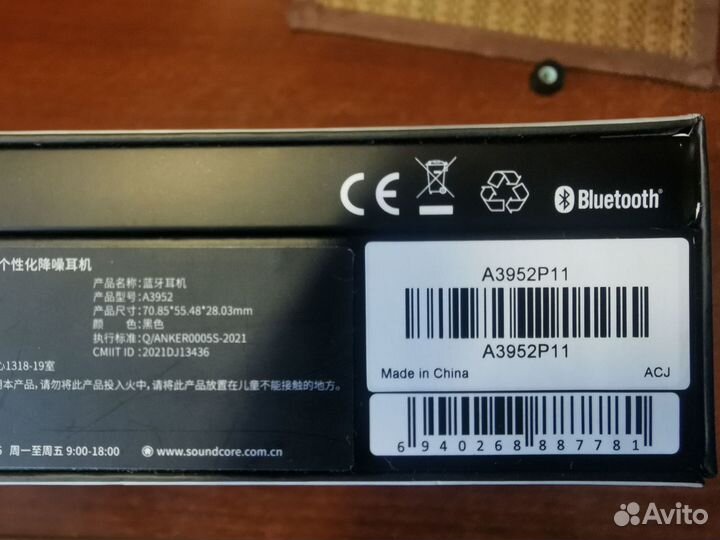 CE
Bluetooth®
个性化降噪耳机
产品名称:蓝牙耳机
产品型号:A3952
产品尺寸:70.85*55.48*28.03mm
颜 色:黑色
执行标准:Q/ANKER0005S-2021
CMIIT ID:2021DJ13436
1318-19室
本产品,请勿将此产品投入火中,请将此产品放置在儿童不能接触的地方。
周一至周五 9:00-18:00
www.soundcore.com.cn
A3952P11
A3952P11
Made in China ACJ
6 940268 887781
Avito